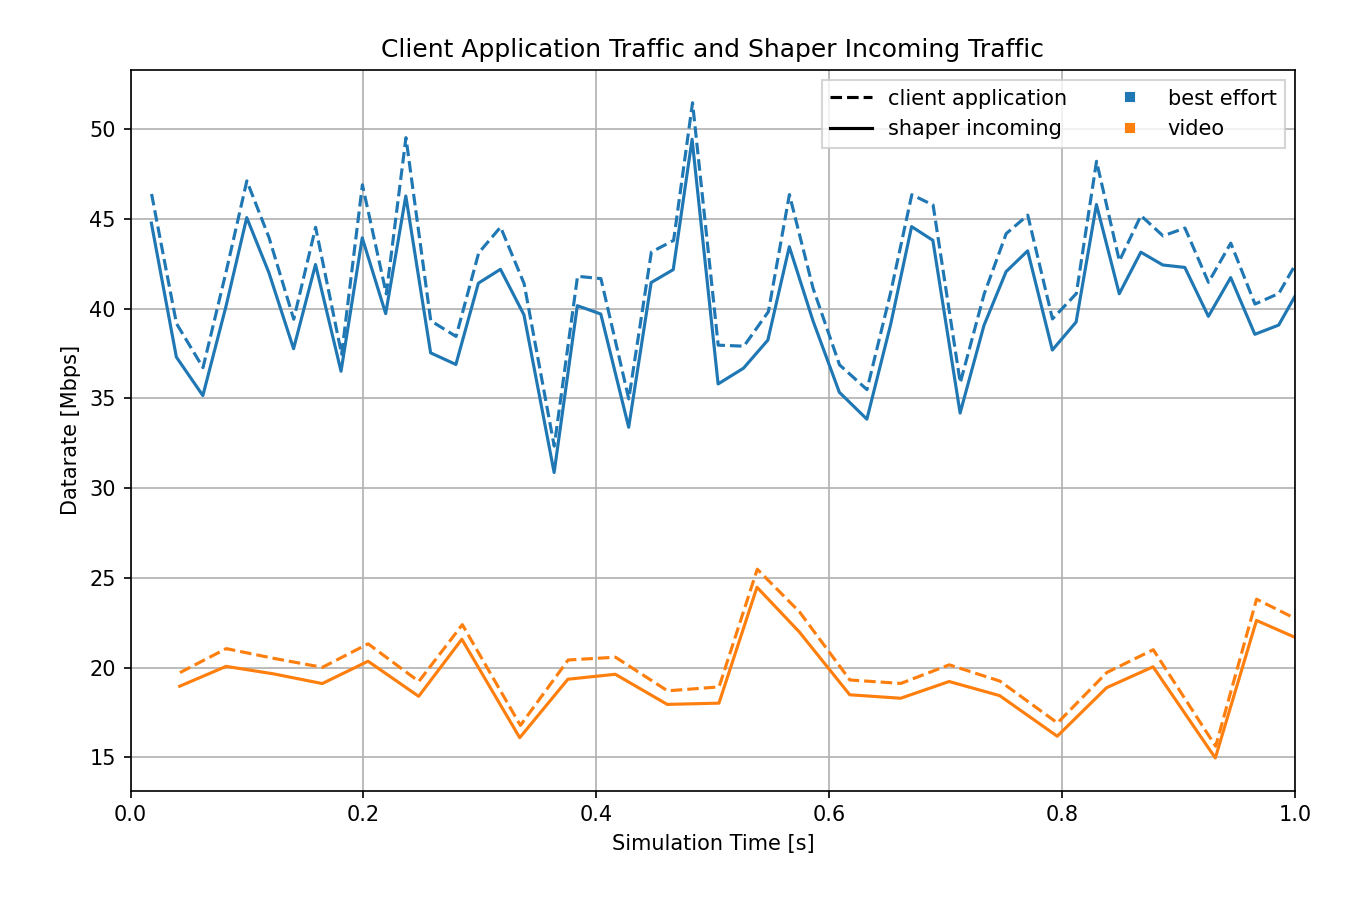 Client Application Traffic and Shaper Incoming Traffic
client application
shaper incoming
best effort
video
Datarate [Mbps]
50
45
40
35
30
25
20
15
0.0 0.2 0.4 0.6 0.8 1.0
Simulation Time [s]